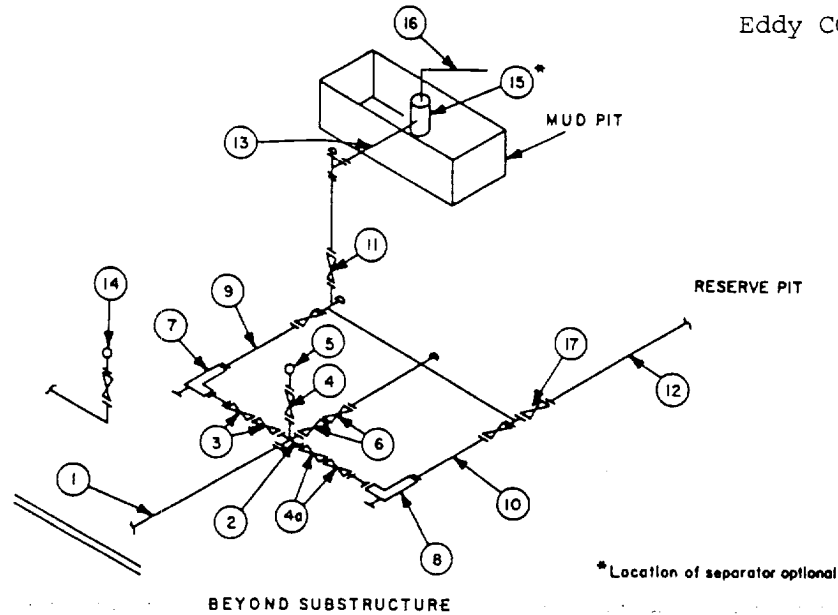 Eddy CO
16
15 *
MUD PIT
13
11
14
RESERVE PIT
9
7
5
17
4
12
3
6
1
2
4a
10
8
*Location of separator optional
BEYOND SUBSTRUCTURE